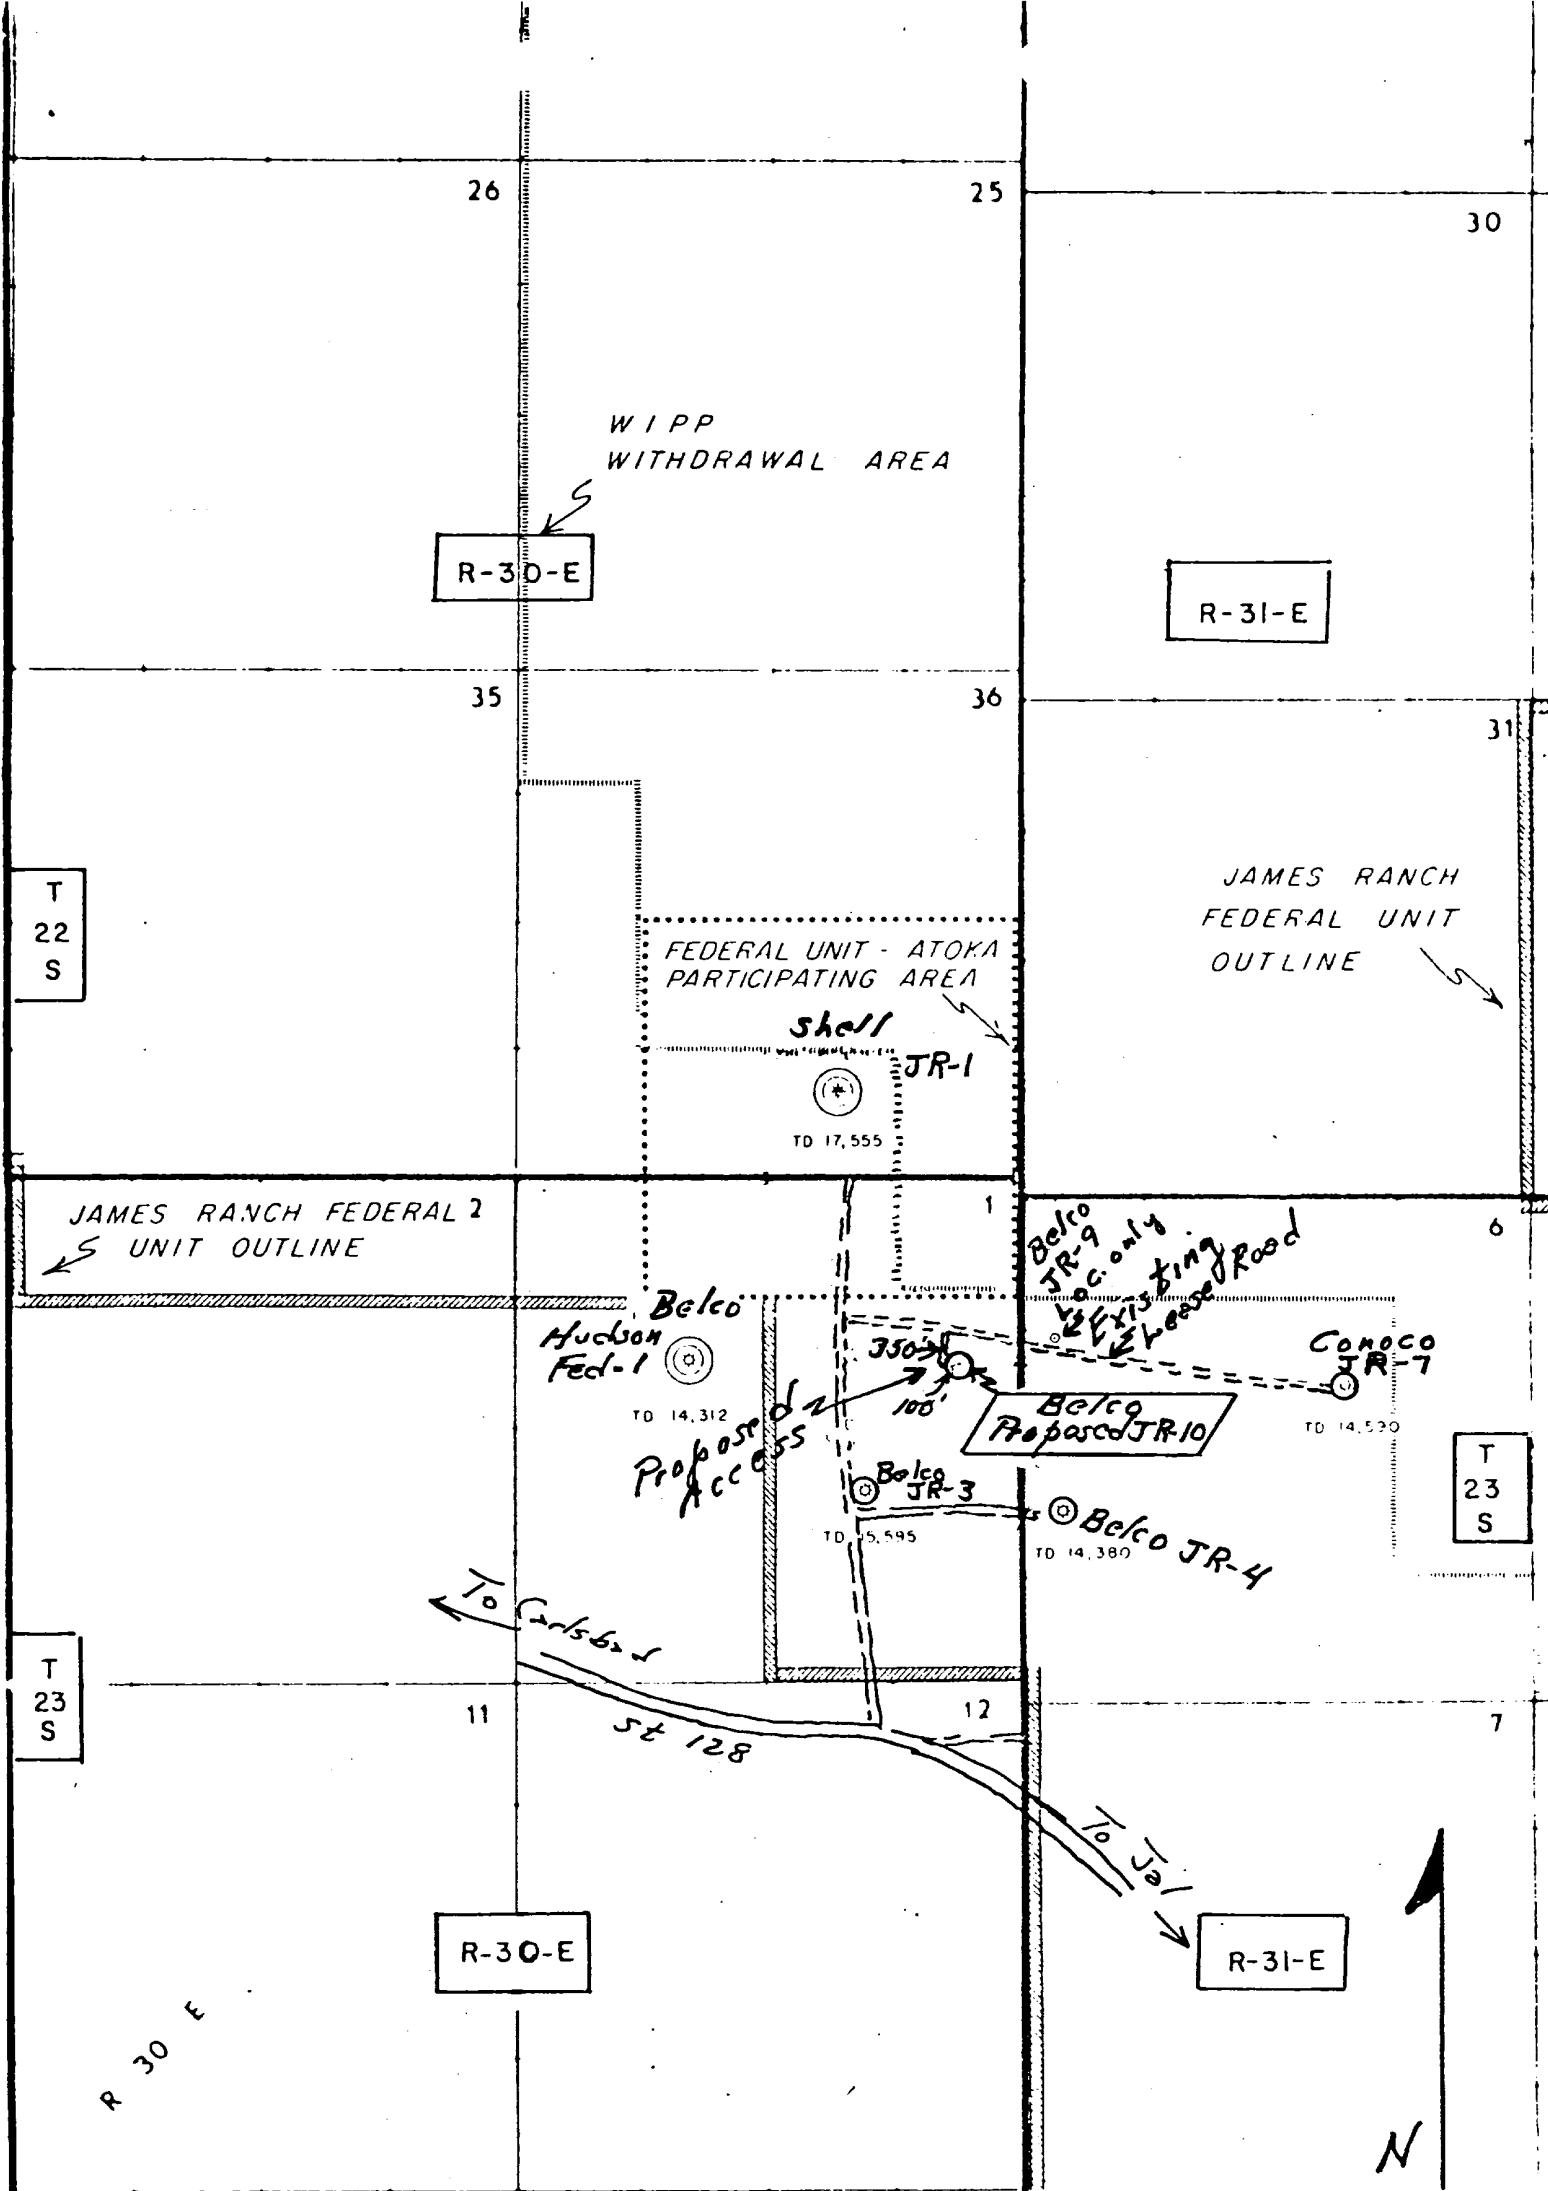 26
25
30
WIPP
WITHDRAWAL AREA
R-30-E
R-31-E
35
36
31
T
22
S
JAMES RANCH
FEDERAL UNIT
OUTLINE
FEDERAL UNIT - ATOKA
PARTICIPATING AREA
Shell
JR-1
TD 17,555
JAMES RANCH FEDERAL
UNIT OUTLINE
2
1
6
Belco
JR-9
Loc. only
Existing
Lease Road
Belco
Hudson
Fed-1
TD 14,312
350'
100'
Conoco
JR-7
TD 14,590
Belco
Proposed JR-10
Proposed
Access
Belco
JR-3
TD 15,595
Belco JR-4
TD 14,380
T
23
S
To Carlsbad
T
23
S
11
12
7
St 128
To Jal
R-30-E
R-31-E
R 30 E
N